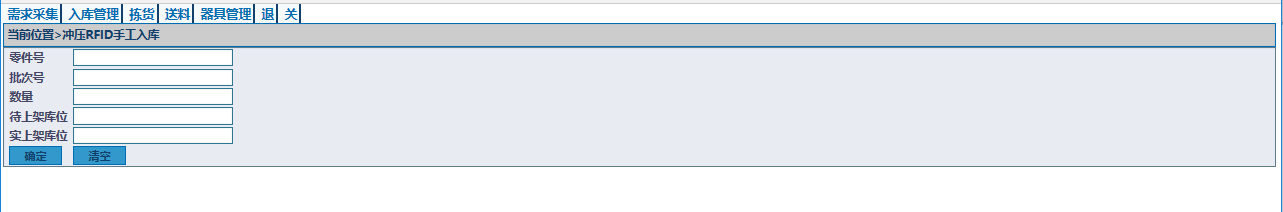 需求采集 入库管理 拣货 送料 器具管理 退 关
当前位置>冲压RFID手工入库
零件号
批次号
数量
待上架库位
实上架库位
确定 清空